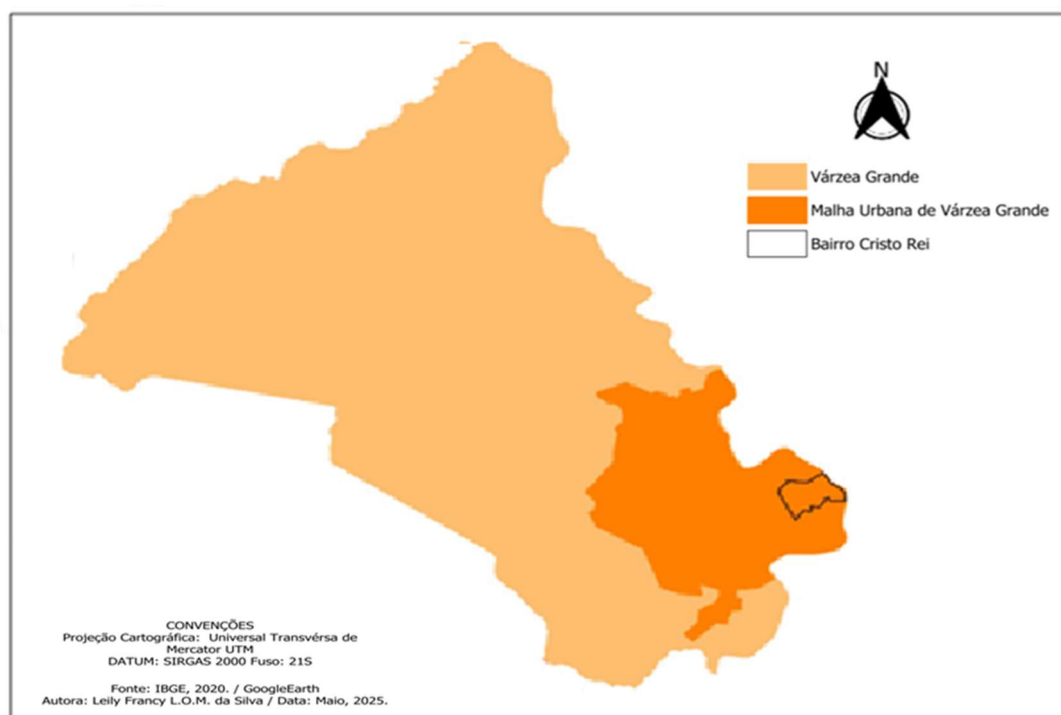 N
Várzea Grande
Malha Urbana de Várzea Grande
Bairro Cristo Rei
CONVENÇÕES
Projeção Cartográfica: Universal Transvérsa de
Mercator UTM
DATUM: SIRGAS 2000 Fuso: 21S
Fonte: IBGE, 2020. / GoogleEarth
Autora: Leily Francy L.O.M. da Silva / Data: Maio, 2025.